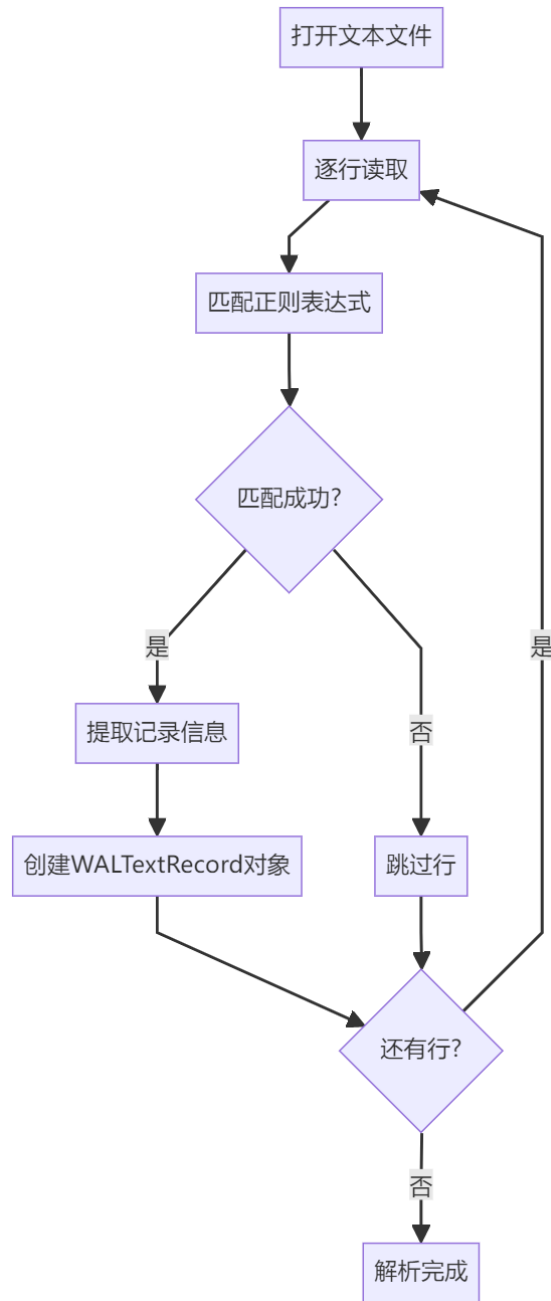 打开文本文件
逐行读取
匹配正则表达式
匹配成功?
是
否
是
提取记录信息
创建WALTextRecord对象
跳过行
还有行?
否
解析完成